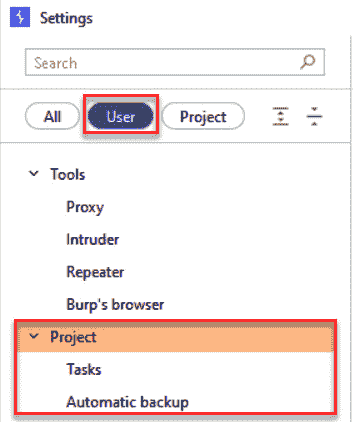 Settings
Search
All User Project
Tools
Proxy
Intruder
Repeater
Burp's browser
Project
Tasks
Automatic backup